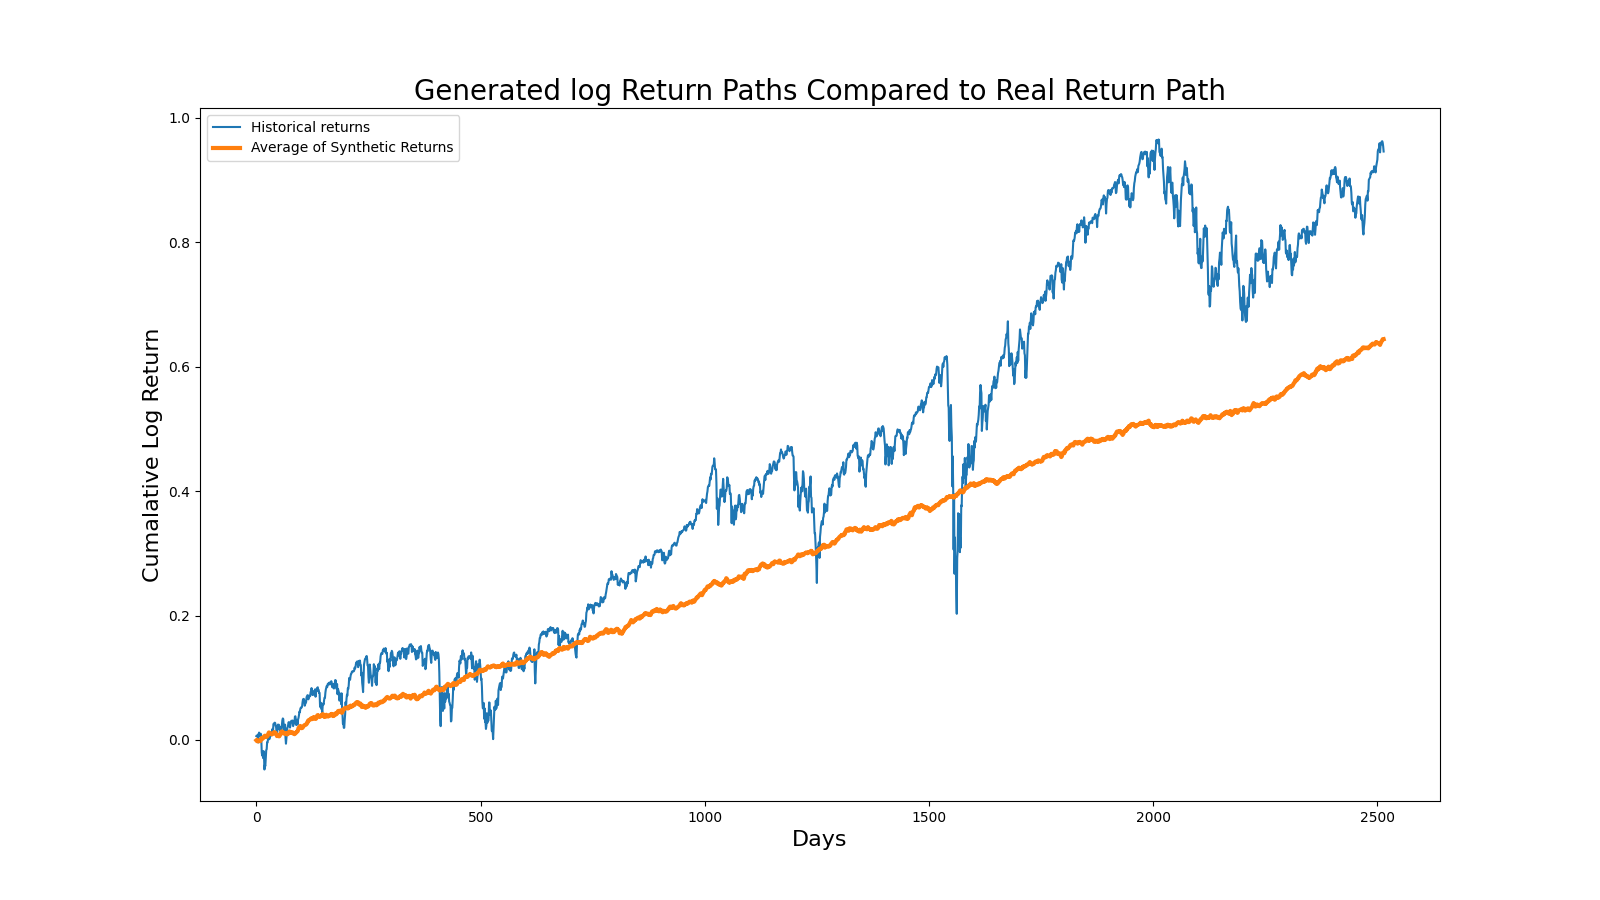 Generated log Return Paths Compared to Real Return Path
Historical returns
Average of Synthetic Returns
Cumalative Log Return
1.0
0.8
0.6
0.4
0.2
0.0
0
500
1000
1500
2000
2500
Days